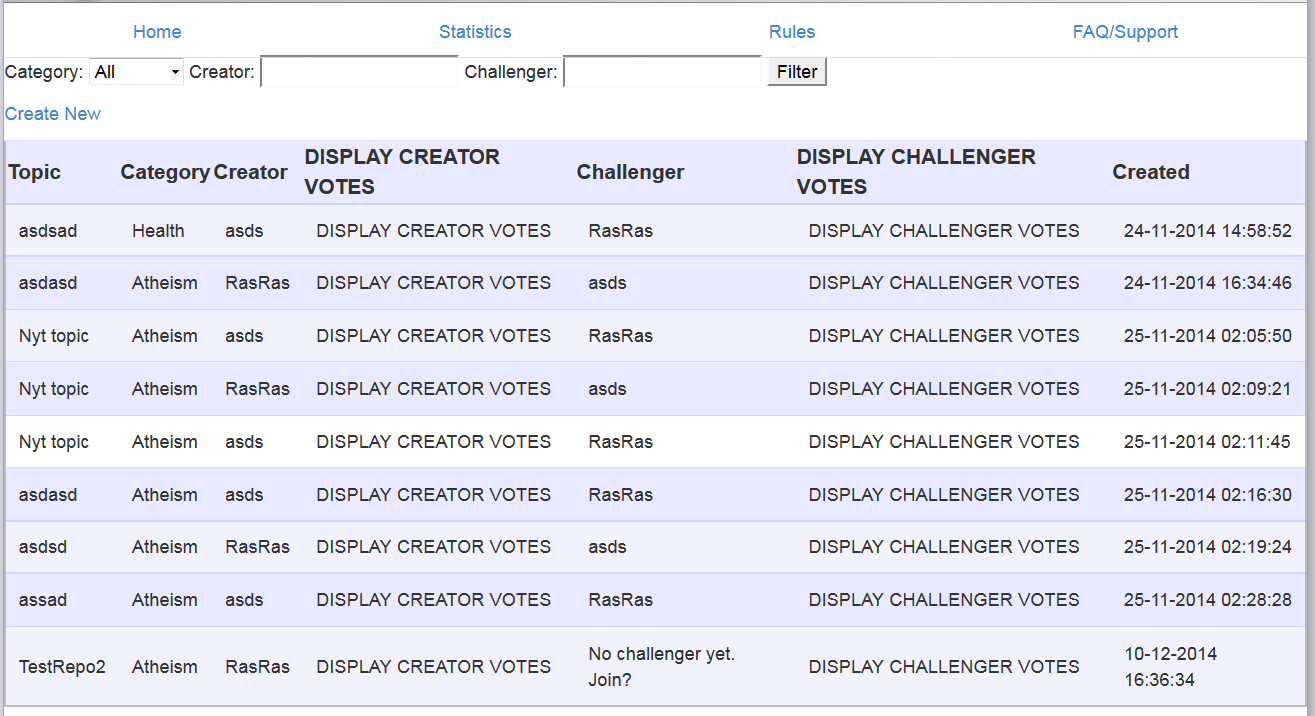 Home Statistics Rules FAQ/Support
Category: All Creator: Challenger: Filter
Create New
Topic Category Creator DISPLAY CREATOR VOTES Challenger DISPLAY CHALLENGER VOTES Created
asdsad Health asds DISPLAY CREATOR VOTES RasRas DISPLAY CHALLENGER VOTES 24-11-2014 14:58:52
asdasd Atheism RasRas DISPLAY CREATOR VOTES asds DISPLAY CHALLENGER VOTES 24-11-2014 16:34:46
Nyt topic Atheism asds DISPLAY CREATOR VOTES RasRas DISPLAY CHALLENGER VOTES 25-11-2014 02:05:50
Nyt topic Atheism RasRas DISPLAY CREATOR VOTES asds DISPLAY CHALLENGER VOTES 25-11-2014 02:09:21
Nyt topic Atheism asds DISPLAY CREATOR VOTES RasRas DISPLAY CHALLENGER VOTES 25-11-2014 02:11:45
asdasd Atheism asds DISPLAY CREATOR VOTES RasRas DISPLAY CHALLENGER VOTES 25-11-2014 02:16:30
asdsd Atheism RasRas DISPLAY CREATOR VOTES asds DISPLAY CHALLENGER VOTES 25-11-2014 02:19:24
assad Atheism asds DISPLAY CREATOR VOTES RasRas DISPLAY CHALLENGER VOTES 25-11-2014 02:28:28
TestRepo2 Atheism RasRas DISPLAY CREATOR VOTES No challenger yet. Join? DISPLAY CHALLENGER VOTES 10-12-2014 16:36:34